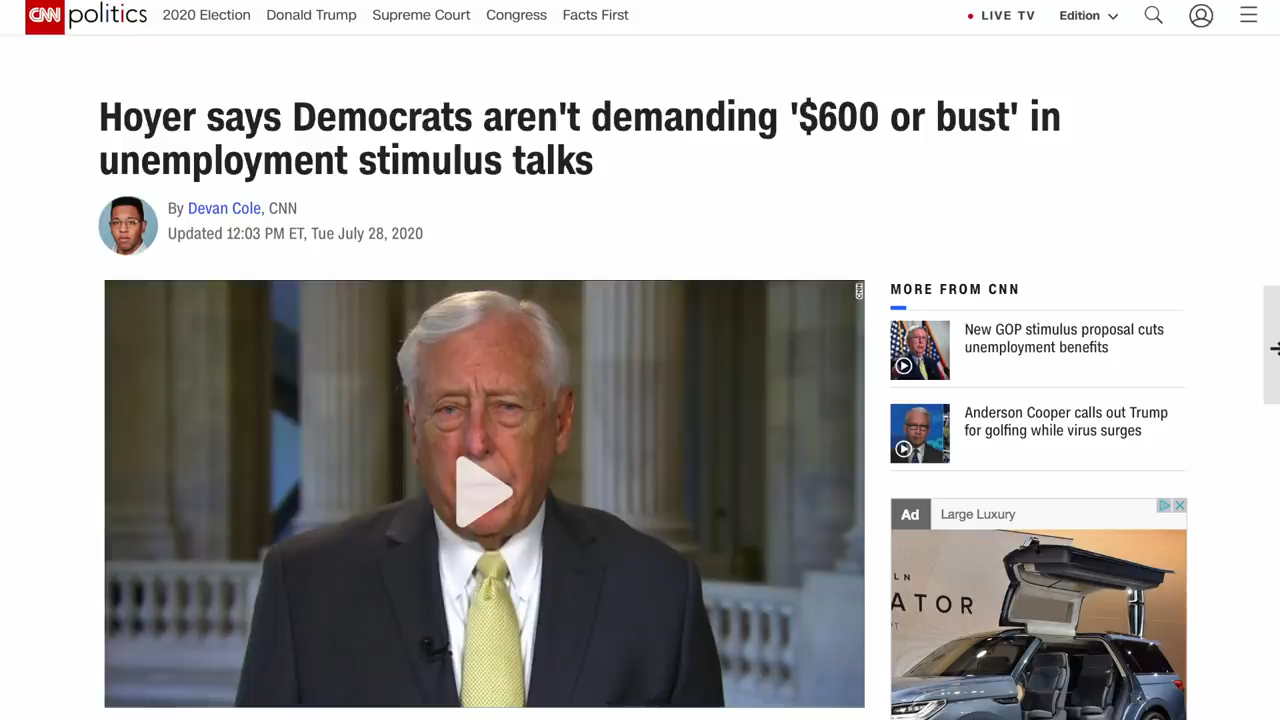 CNN politics 2020 Election Donald Trump Supreme Court Congress Facts First LIVE TV Edition
Hoyer says Democrats aren't demanding '$600 or bust' in
unemployment stimulus talks
By Devan Cole, CNN
Updated 12:03 PM ET, Tue July 28, 2020
CNN
MORE FROM CNN
New GOP stimulus proposal cuts
unemployment benefits
Anderson Cooper calls out Trump
for golfing while virus surges
Ad Large Luxury
LN
ATOR